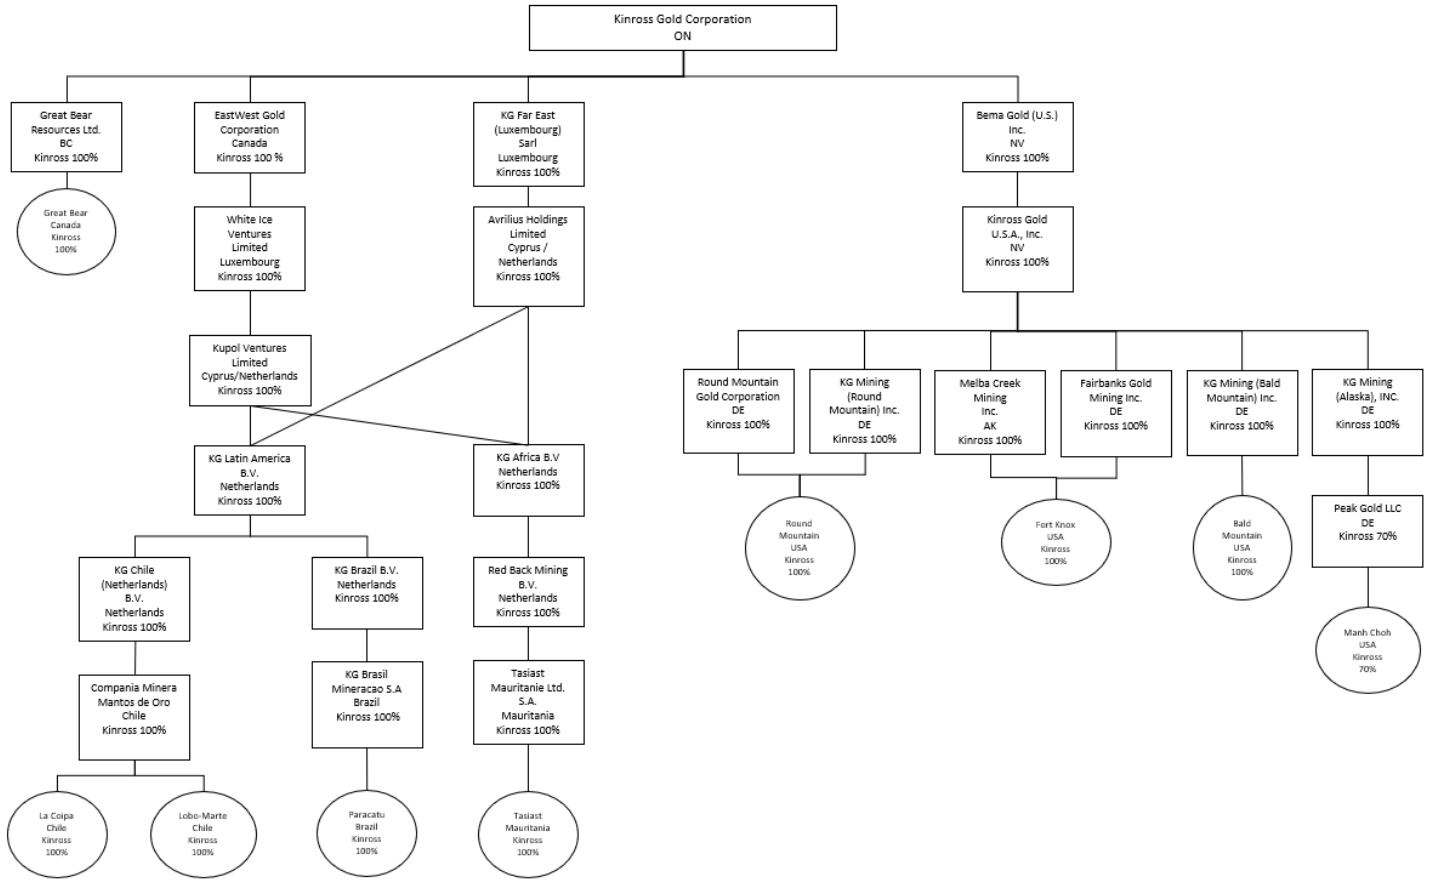 Kinross Gold Corporation
ON
Great Bear
Resources Ltd.
BC
Kinross 100%
EastWest Gold
Corporation
Canada
Kinross 100 %
KG Far East
(Luxembourg)
Sarl
Luxembourg
Kinross 100%
Bema Gold (U.S.)
Inc.
NV
Kinross 100%
Great Bear
Canada
Kinross
100%
White Ice
Ventures
Limited
Luxembourg
Kinross 100%
Avrilius Holdings
Limited
Cyprus /
Netherlands
Kinross 100%
Kinross Gold
U.S.A., Inc.
NV
Kinross 100%
Kupol Ventures
Limited
Cyprus/Netherlands
Kinross 100%
Round Mountain
Gold Corporation
DE
Kinross 100%
KG Mining
(Round
Mountain) Inc.
DE
Kinross 100%
Melba Creek
Mining
Inc.
AK
Kinross 100%
Fairbanks Gold
Mining Inc.
DE
Kinross 100%
KG Mining (Bald
Mountain) Inc.
DE
Kinross 100%
KG Mining
(Alaska), INC.
DE
Kinross 100%
KG Latin America
B.V.
Netherlands
Kinross 100%
KG Africa B.V
Netherlands
Kinross 100%
Round
Mountain
USA
Kinross
100%
Fort Knox
USA
Kinross
100%
Bald
Mountain
USA
Kinross
100%
Peak Gold LLC
DE
Kinross 70%
KG Chile
(Netherlands)
B.V.
Netherlands
Kinross 100%
KG Brazil B.V.
Netherlands
Kinross 100%
Red Back Mining
B.V.
Netherlands
Kinross 100%
Manh Choh
USA
Kinross
70%
Compania Minera
Mantos de Oro
Chile
Kinross 100%
KG Brasil
Mineracao S.A
Brazil
Kinross 100%
Tasiast
Mauritanie Ltd.
S.A.
Mauritania
Kinross 100%
La Coipa
Chile
Kinross
100%
Lobo-Marte
Chile
Kinross
100%
Paracatu
Brazil
Kinross
100%
Tasiast
Mauritania
Kinross
100%